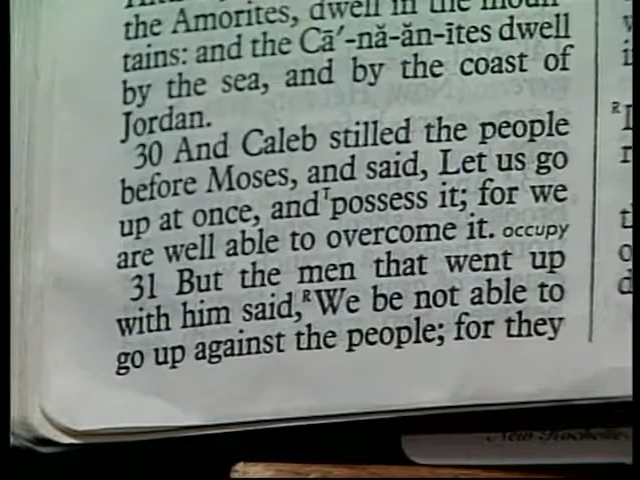 the Amorites, dwell in the moun-
tains: and the Cā′-nă-ăn-ītes dwell
by the sea, and by the coast of
Jordan.
30 And Caleb stilled the people
before Moses, and said, Let us go
up at once, and ᵀpossess it; for we
are well able to overcome it. occupy
31 But the men that went up
with him said, ᴿWe be not able to
go up against the people; for they
R